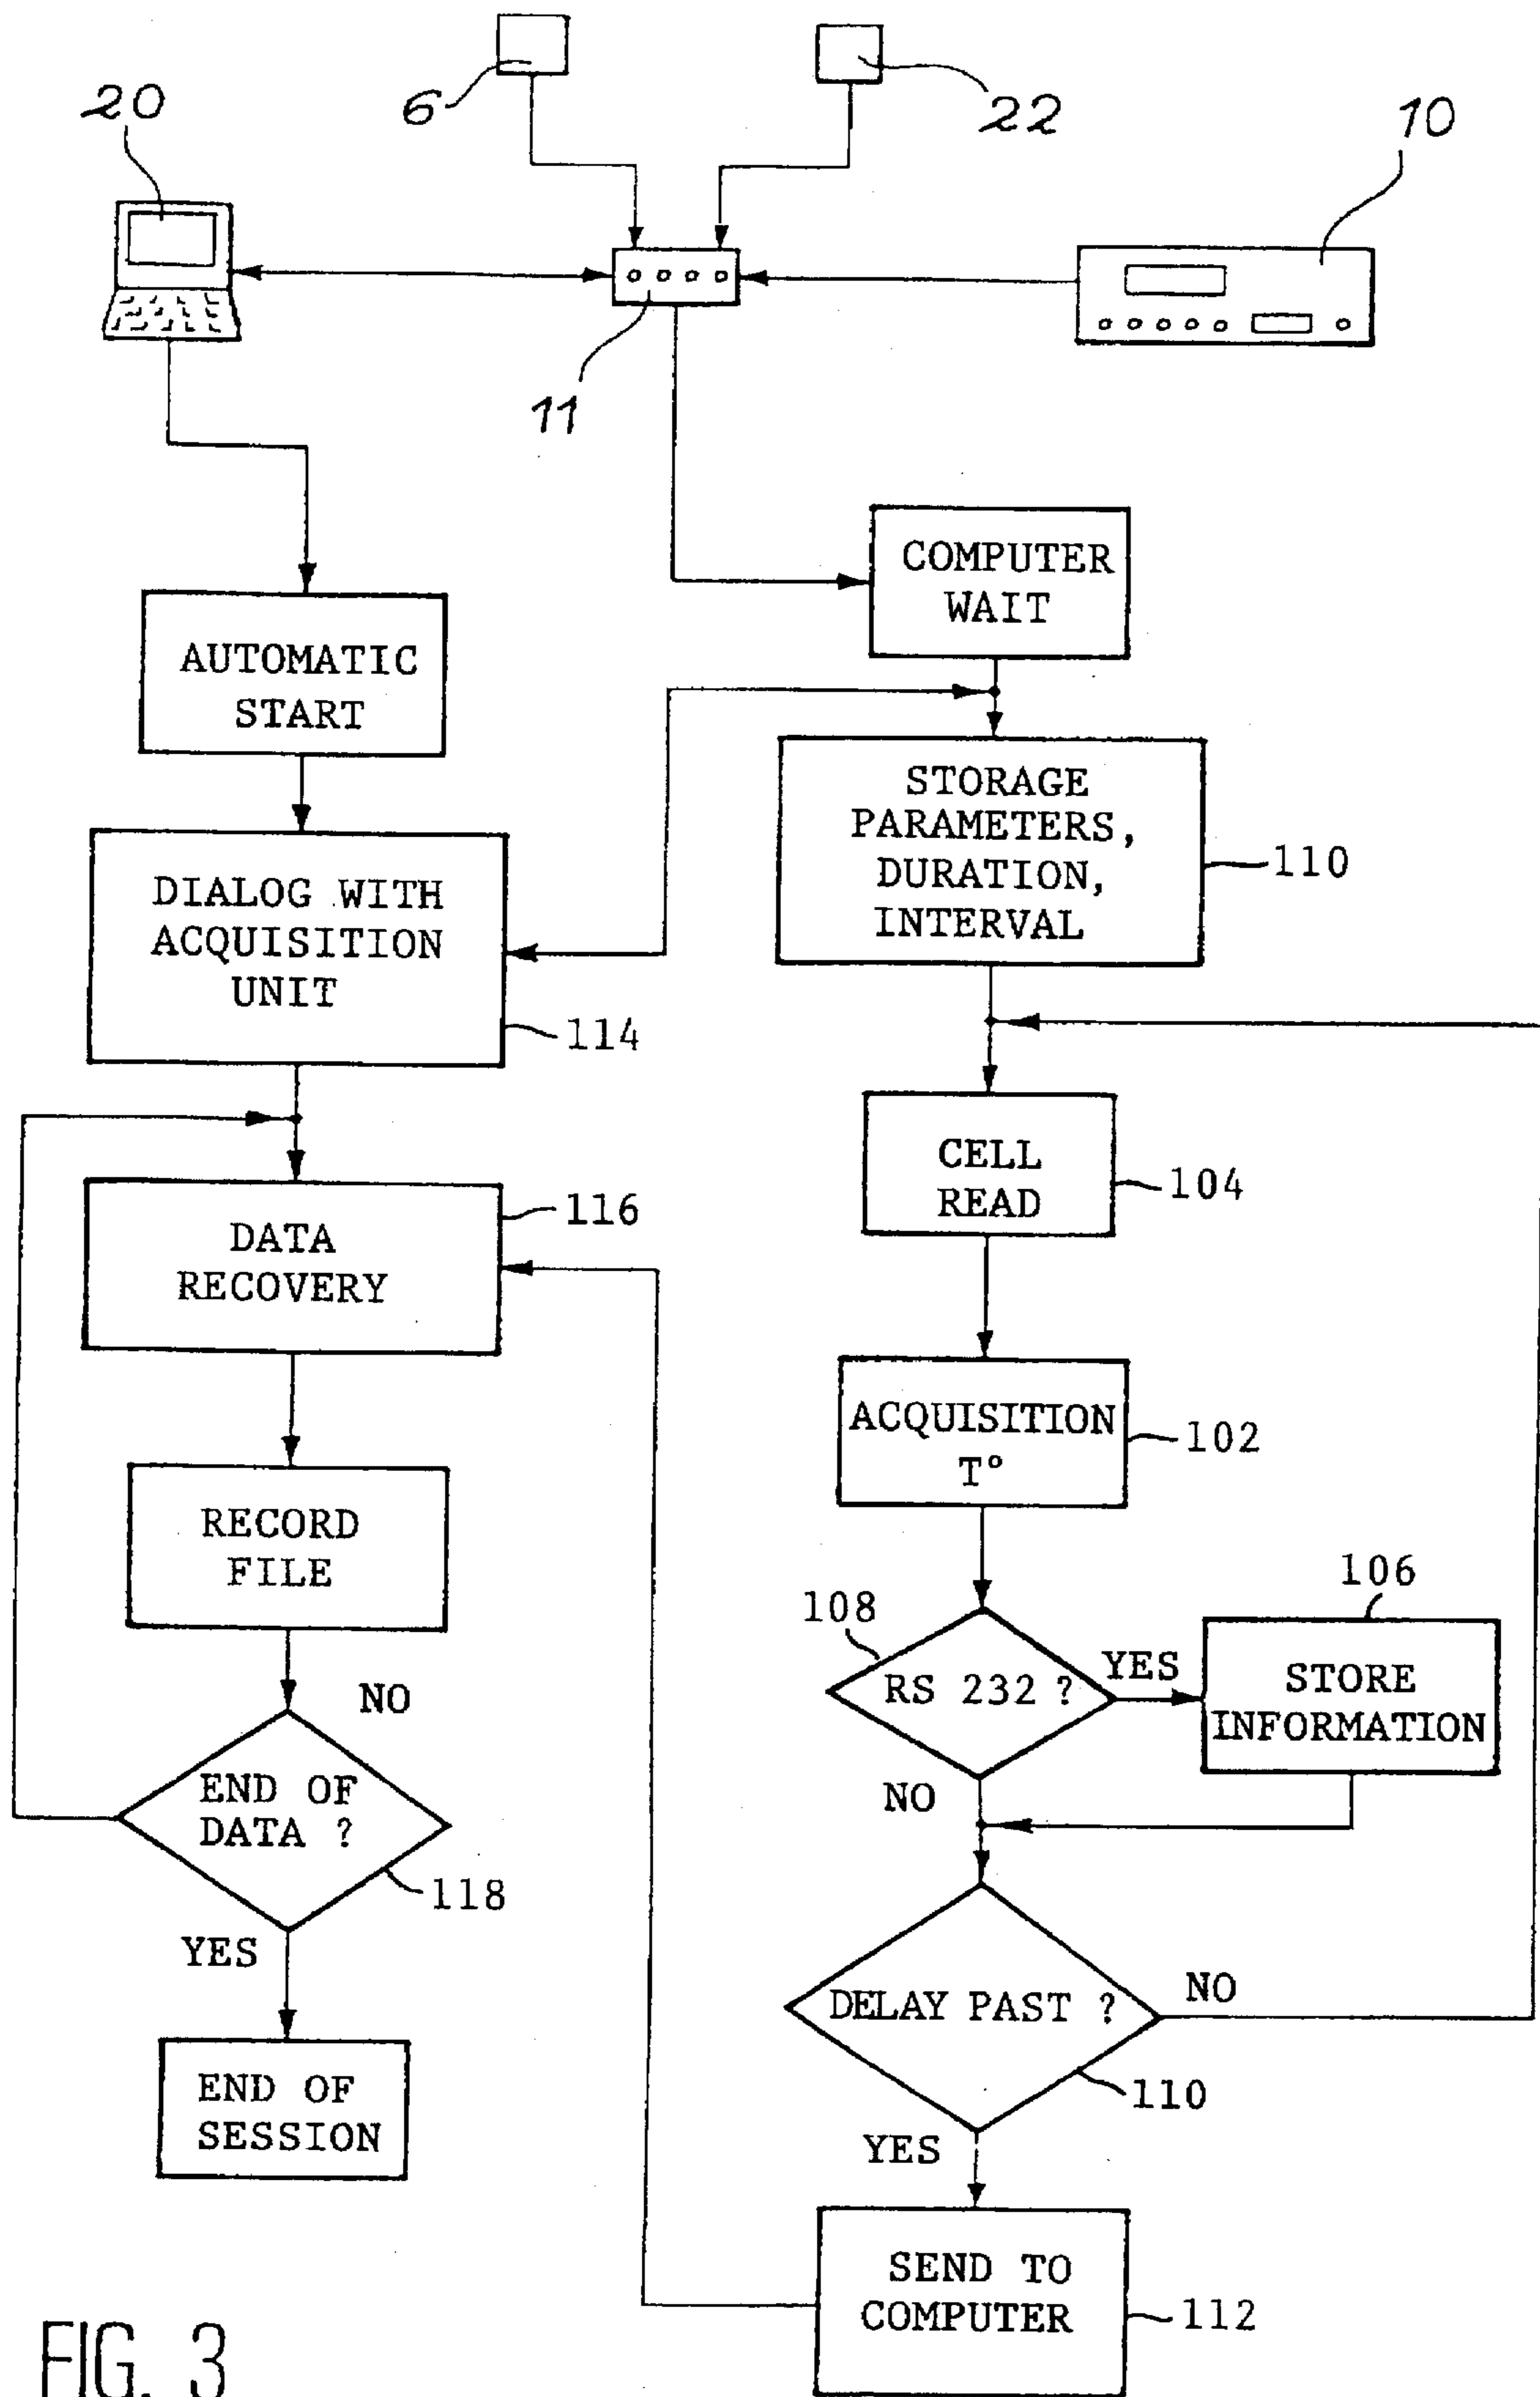 6
22
20
10
11
COMPUTER
WAIT
AUTOMATIC
START
STORAGE
PARAMETERS,
DURATION,
INTERVAL
110
DIALOG WITH
ACQUISITION
UNIT
114
CELL
READ
104
116
DATA
RECOVERY
ACQUISITION
T°
102
RECORD
FILE
106
108
RS 232 ?
YES
STORE
INFORMATION
NO
NO
END OF
DATA ?
118
YES
DELAY PAST ?
NO
110
YES
END OF
SESSION
SEND TO
COMPUTER
112
FIG. 3